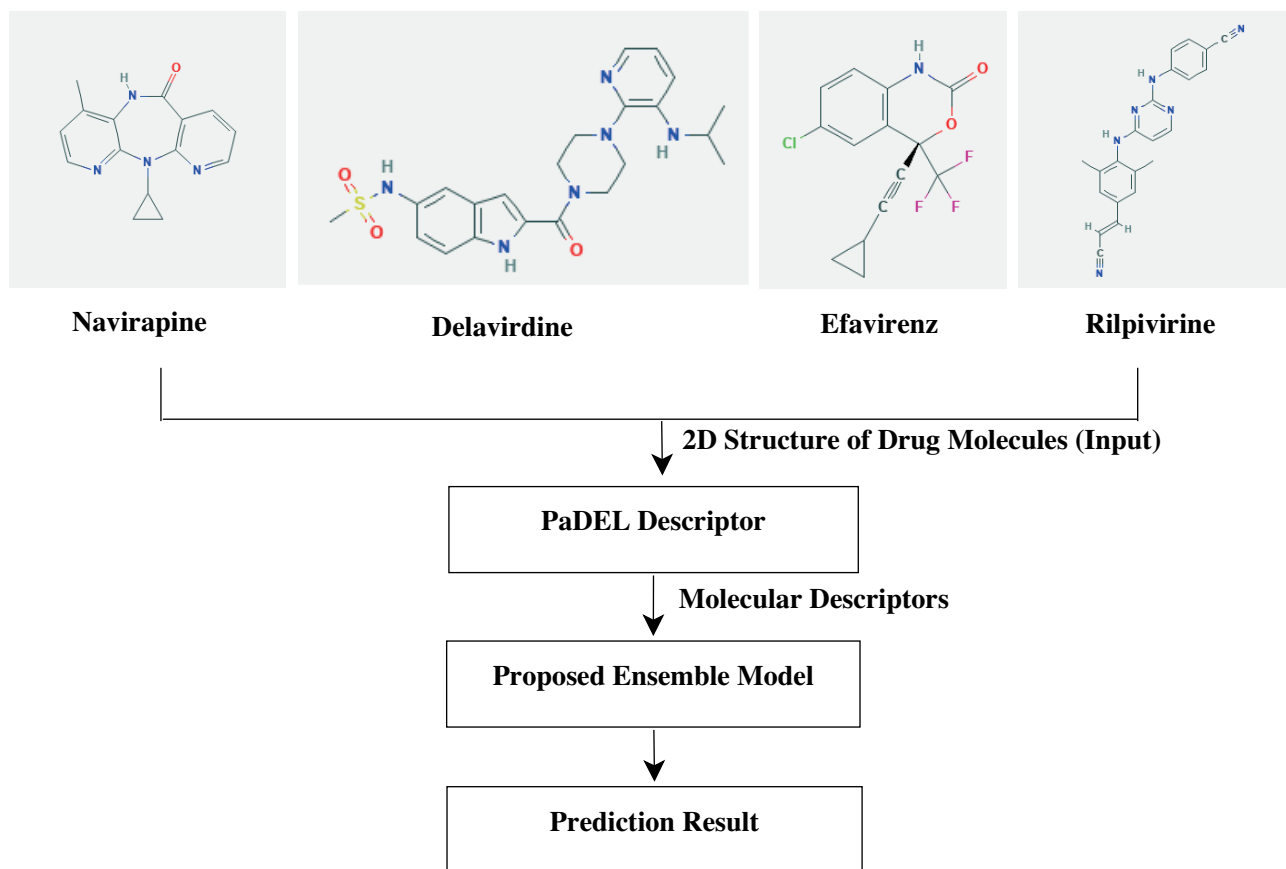 Navirapine
Delavirdine
Efavirenz
Rilpivirine
2D Structure of Drug Molecules (Input)
PaDEL Descriptor
Molecular Descriptors
Proposed Ensemble Model
Prediction Result